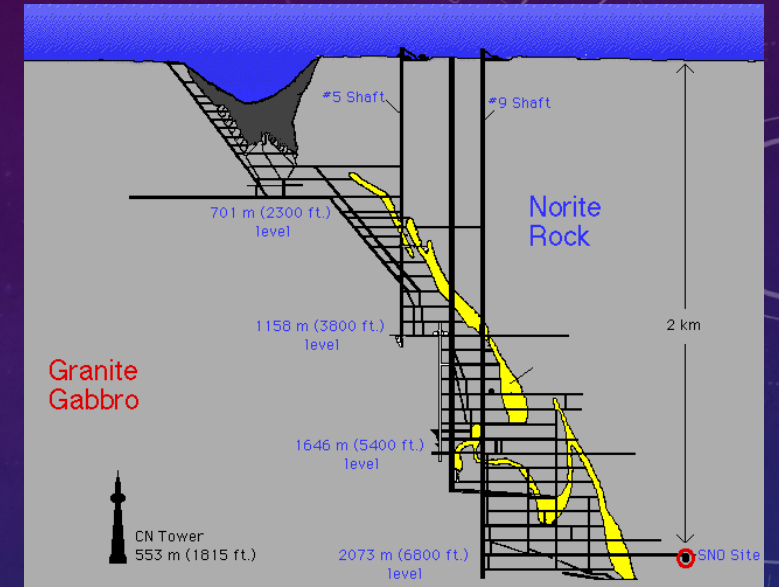 #5 Shaft
#9 Shaft
701 m (2300 ft.)
level
Norite
Rock
1158 m (3800 ft.)
level
2 km
Granite
Gabbro
1646 m (5400 ft.)
level
CN Tower
553 m (1815 ft.)
2073 m (6800 ft.)
level
SNO Site